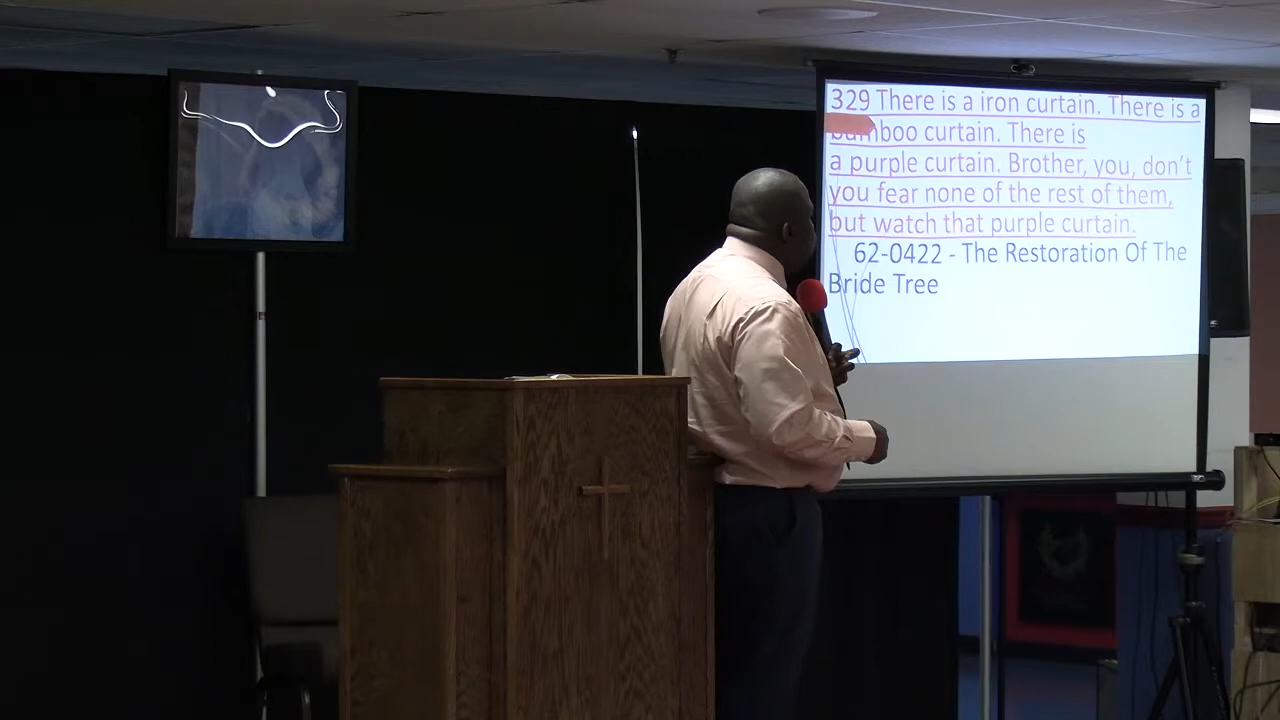 329 There is a iron curtain. There is a
bamboo curtain. There is
a purple curtain. Brother, you, don't
you fear none of the rest of them,
but watch that purple curtain.
62-0422 - The Restoration Of The
Bride Tree